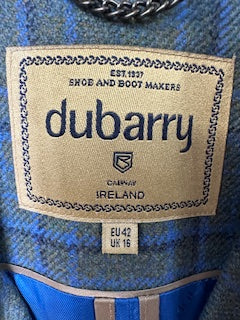 EST. 1937
SHOE AND BOOT MAKERS
dubarry
GALWAY
IRELAND
EU 42
UK 16